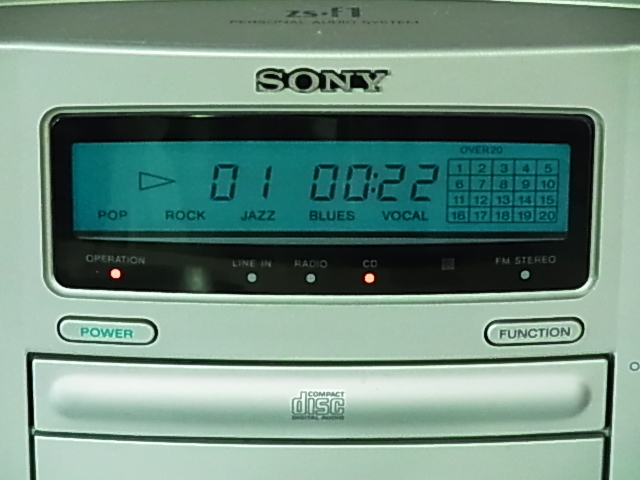 ZS-F1
PERSONAL AUDIO SYSTEM
SONY
OVER20
01 00:22
1 2 3 4 5
6 7 8 9 10
11 12 13 14 15
16 17 18 19 20
POP ROCK JAZZ BLUES VOCAL
OPERATION LINE IN RADIO CD FM STEREO
POWER FUNCTION
COMPACT
disc
DIGITAL AUDIO